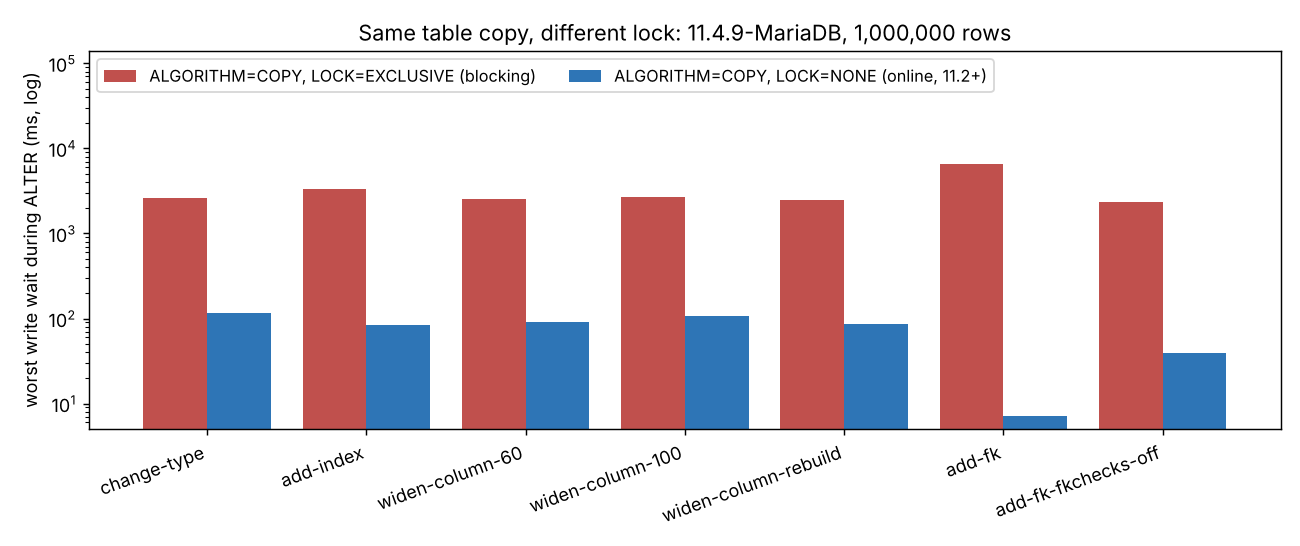 Same table copy, different lock: 11.4.9-MariaDB, 1,000,000 rows
ALGORITHM=COPY, LOCK=EXCLUSIVE (blocking)
ALGORITHM=COPY, LOCK=NONE (online, 11.2+)
worst write wait during ALTER (ms, log)
10⁵
10⁴
10³
10²
10¹
change-type
add-index
widen-column-60
widen-column-100
widen-column-rebuild
add-fk
add-fk-fkchecks-off